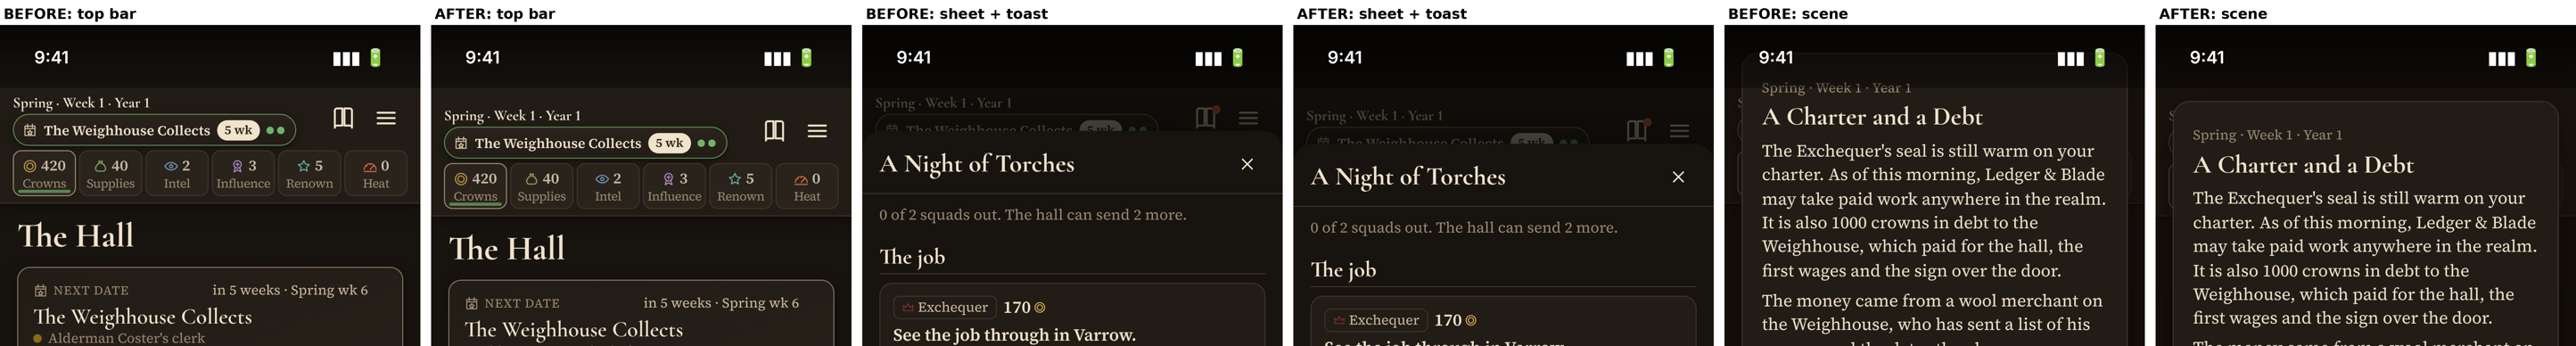 BEFORE: top bar
9:41
Spring · Week 1 · Year 1
The Weighhouse Collects 5 wk
420 40 2 3 5 0
Crowns Supplies Intel Influence Renown Heat
The Hall
NEXT DATE in 5 weeks · Spring wk 6
The Weighhouse Collects
Alderman Coster's clerk
AFTER: top bar
9:41
Spring · Week 1 · Year 1
The Weighhouse Collects 5 wk
420 40 2 3 5 0
Crowns Supplies Intel Influence Renown Heat
The Hall
NEXT DATE in 5 weeks · Spring wk 6
The Weighhouse Collects
BEFORE: sheet + toast
9:41
Spring · Week 1 · Year 1
The Weighhouse Collects 5 wk
A Night of Torches
0 of 2 squads out. The hall can send 2 more.
The job
Exchequer 170
See the job through in Varrow.
AFTER: sheet + toast
9:41
Spring · Week 1 · Year 1
The Weighhouse Collects 5 wk
A Night of Torches
0 of 2 squads out. The hall can send 2 more.
The job
Exchequer 170
BEFORE: scene
9:41
Spring · Week 1 · Year 1
A Charter and a Debt
The Exchequer's seal is still warm on your
charter. As of this morning, Ledger & Blade
may take paid work anywhere in the realm.
It is also 1000 crowns in debt to the
Weighhouse, which paid for the hall, the
first wages and the sign over the door.
The money came from a wool merchant on
the Weighhouse, who has sent a list of his
AFTER: scene
9:41
Spring · Week 1 · Year 1
A Charter and a Debt
The Exchequer's seal is still warm on your
charter. As of this morning, Ledger & Blade
may take paid work anywhere in the realm.
It is also 1000 crowns in debt to the
Weighhouse, which paid for the hall, the
first wages and the sign over the door.